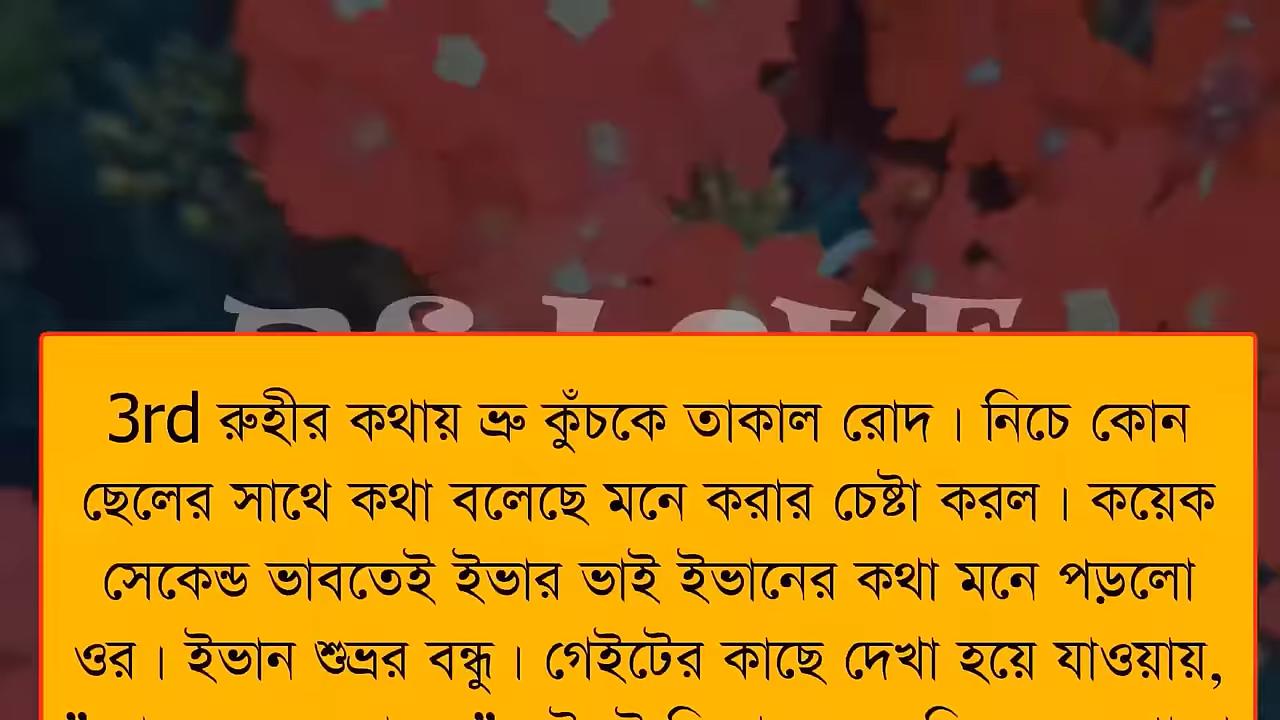 3rd রুহীর কথায় ভ্রু কুঁচকে তাকাল রোদ । নিচে কোন
ছেলের সাথে কথা বলেছে মনে করার চেষ্টা করল । কয়েক
সেকেন্ড ভাবতেই ইভার ভাই ইভানের কথা মনে পড়লো
ওর । ইভান শুভ্রর বন্ধু । গেইটের কাছে দেখা হয়ে যাওয়ায়,